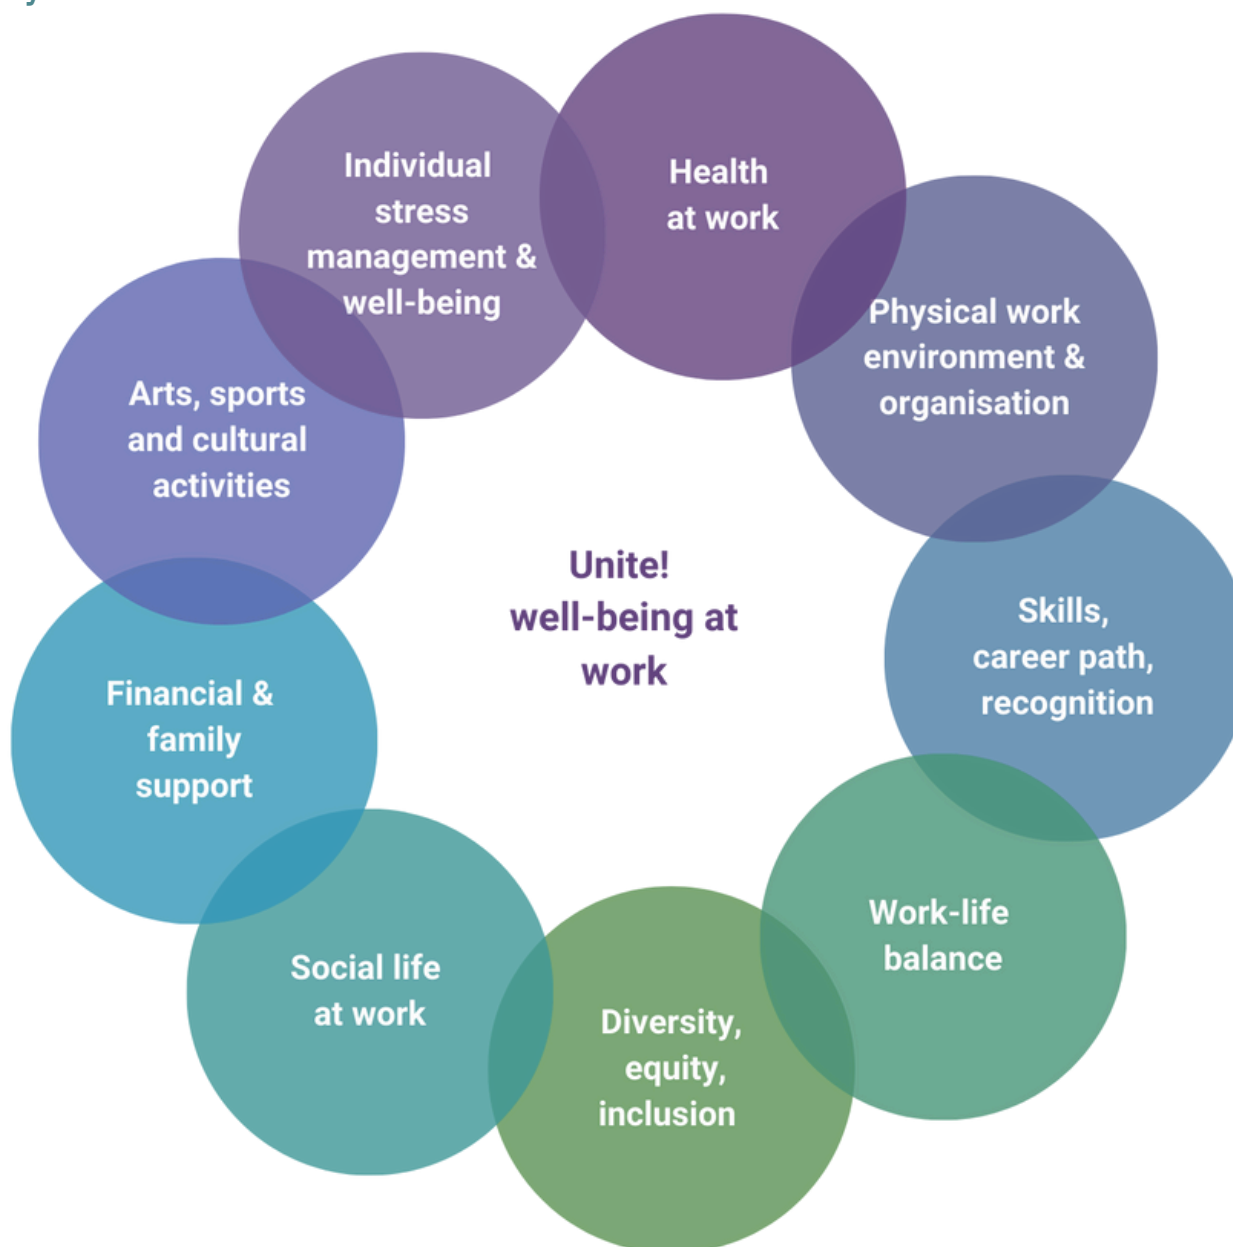 Individual
stress
management &
well-being
Health
at work
Physical work
environment &
organisation
Arts, sports
and cultural
activities
Unite!
well-being at
work
Skills,
career path,
recognition
Financial &
family
support
Work-life
balance
Social life
at work
Diversity,
equity,
inclusion